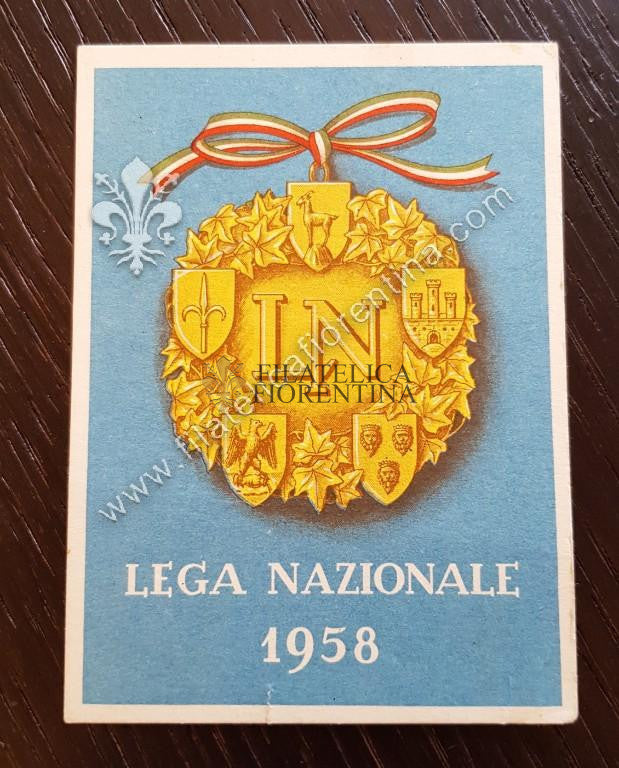 LN
www.filatelicafiorentina.com
FILATELICA
FIORENTINA
LEGA NAZIONALE
1958